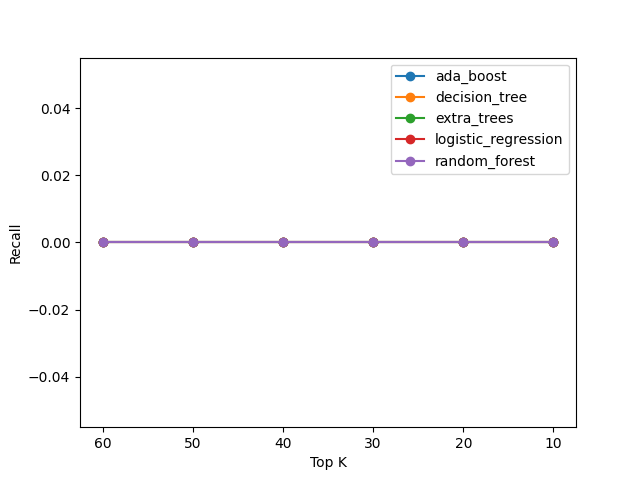 ada_boost
decision_tree
extra_trees
logistic_regression
random_forest
0.04
0.02
0.00
−0.02
−0.04
Recall
60 50 40 30 20 10
Top K